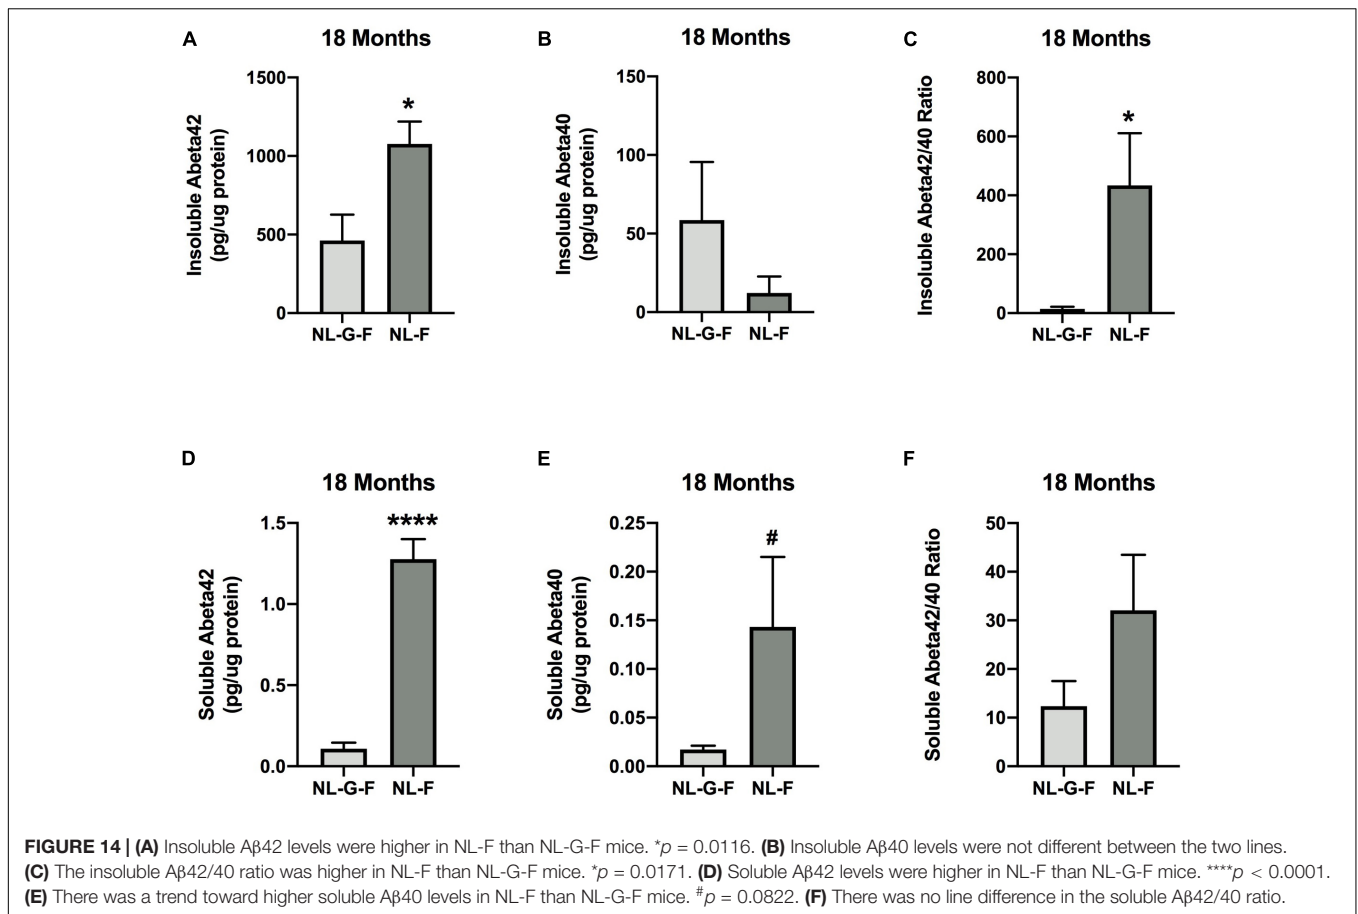 A
18 Months
Insoluble Abeta42
(pg/ug protein)
1500
1000
500
0
*
NL-G-F NL-F
B
18 Months
Insoluble Abeta40
(pg/ug protein)
150
100
50
0
NL-G-F NL-F
C
18 Months
Insoluble Abeta42/40 Ratio
800
600
400
200
0
*
NL-G-F NL-F
D
18 Months
Soluble Abeta42
(pg/ug protein)
1.5
1.0
0.5
0.0
****
NL-G-F NL-F
E
18 Months
Soluble Abeta40
(pg/ug protein)
0.25
0.20
0.15
0.10
0.05
0.00
#
NL-G-F NL-F
F
18 Months
Soluble Abeta42/40 Ratio
50
40
30
20
10
0
NL-G-F NL-F
FIGURE 14 | (A) Insoluble Aβ42 levels were higher in NL-F than NL-G-F mice. *p = 0.0116. (B) Insoluble Aβ40 levels were not different between the two lines.
(C) The insoluble Aβ42/40 ratio was higher in NL-F than NL-G-F mice. *p = 0.0171. (D) Soluble Aβ42 levels were higher in NL-F than NL-G-F mice. ****p < 0.0001.
(E) There was a trend toward higher soluble Aβ40 levels in NL-F than NL-G-F mice. #p = 0.0822. (F) There was no line difference in the soluble Aβ42/40 ratio.